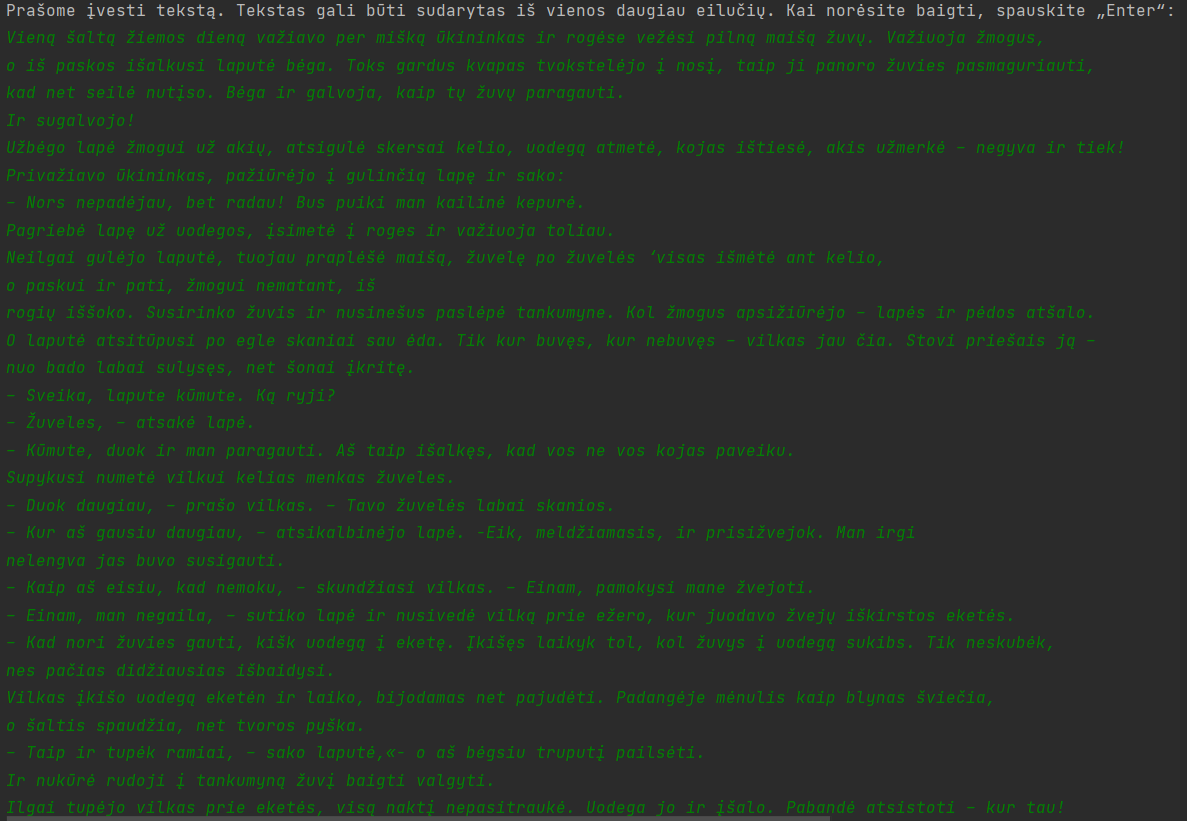 Prašome įvesti tekstą. Tekstas gali būti sudarytas iš vienos daugiau eilučių. Kai norėsite baigti, spauskite „Enter“:
Vieną šaltą žiemos dieną važiavo per mišką ūkininkas ir rogėse vežėsi pilną maišą žuvų. Važiuoja žmogus,
o iš paskos išalkusi laputė bėga. Toks gardus kvapas tvokstelėjo į nosį, taip ji panoro žuvies pasmaguriauti,
kad net seilė nutįso. Bėga ir galvoja, kaip tų žuvų paragauti.
Ir sugalvojo!
Užbėgo lapė žmogui už akių, atsigulė skersai kelio, uodegą atmetė, kojas ištiesė, akis užmerkė – negyva ir tiek!
Privažiavo ūkininkas, pažiūrėjo į gulinčią lapę ir sako:
– Nors nepadėjau, bet radau! Bus puiki man kailinė kepurė.
Pagriebė lapę už uodegos, įsimetė į roges ir važiuoja toliau.
Neilgai gulėjo laputė, tuojau praplėšė maišą, žuvelę po žuvelės ‘visas išmėtė ant kelio,
o paskui ir pati, žmogui nematant, iš
rogių iššoko. Susirinko žuvis ir nusinešus paslėpė tankumyne. Kol žmogus apsižiūrėjo – lapės ir pėdos atšalo.
O laputė atsitūpusi po egle skaniai sau ėda. Tik kur buvęs, kur nebuvęs – vilkas jau čia. Stovi priešais ją –
nuo bado labai sulysęs, net šonai įkritę.
– Sveika, lapute kūmute. Ką ryji?
– Žuveles, – atsakė lapė.
– Kūmute, duok ir man paragauti. Aš taip išalkęs, kad vos ne vos kojas paveiku.
Supykusi numetė vilkui kelias menkas žuveles.
– Duok daugiau, – prašo vilkas. – Tavo žuvelės labai skanios.
– Kur aš gausiu daugiau, – atsikalbinėjo lapė. -Eik, meldžiamasis, ir prisižvejok. Man irgi
nelengva jas buvo susigauti.
– Kaip aš eisiu, kad nemoku, – skundžiasi vilkas. – Einam, pamokysi mane žvejoti.
– Einam, man negaila, – sutiko lapė ir nusivedė vilką prie ežero, kur juodavo žvejų iškirstos eketės.
– Kad nori žuvies gauti, kišk uodegą į eketę. Įkišęs laikyk tol, kol žuvys į uodegą sukibs. Tik neskubėk,
nes pačias didžiausias išbaidysi.
Vilkas įkišo uodegą eketėn ir laiko, bijodamas net pajudėti. Padangėje mėnulis kaip blynas šviečia,
o šaltis spaudžia, net tvoros pyška.
– Taip ir tupėk ramiai, – sako laputė,«- o aš bėgsiu truputį pailsėti.
Ir nukūrė rudoji į tankumyną žuvį baigti valgyti.
Ilgai tupėjo vilkas prie eketės, visą naktį nepasitraukė. Uodega jo ir įšalo. Pabandė atsistoti – kur tau!